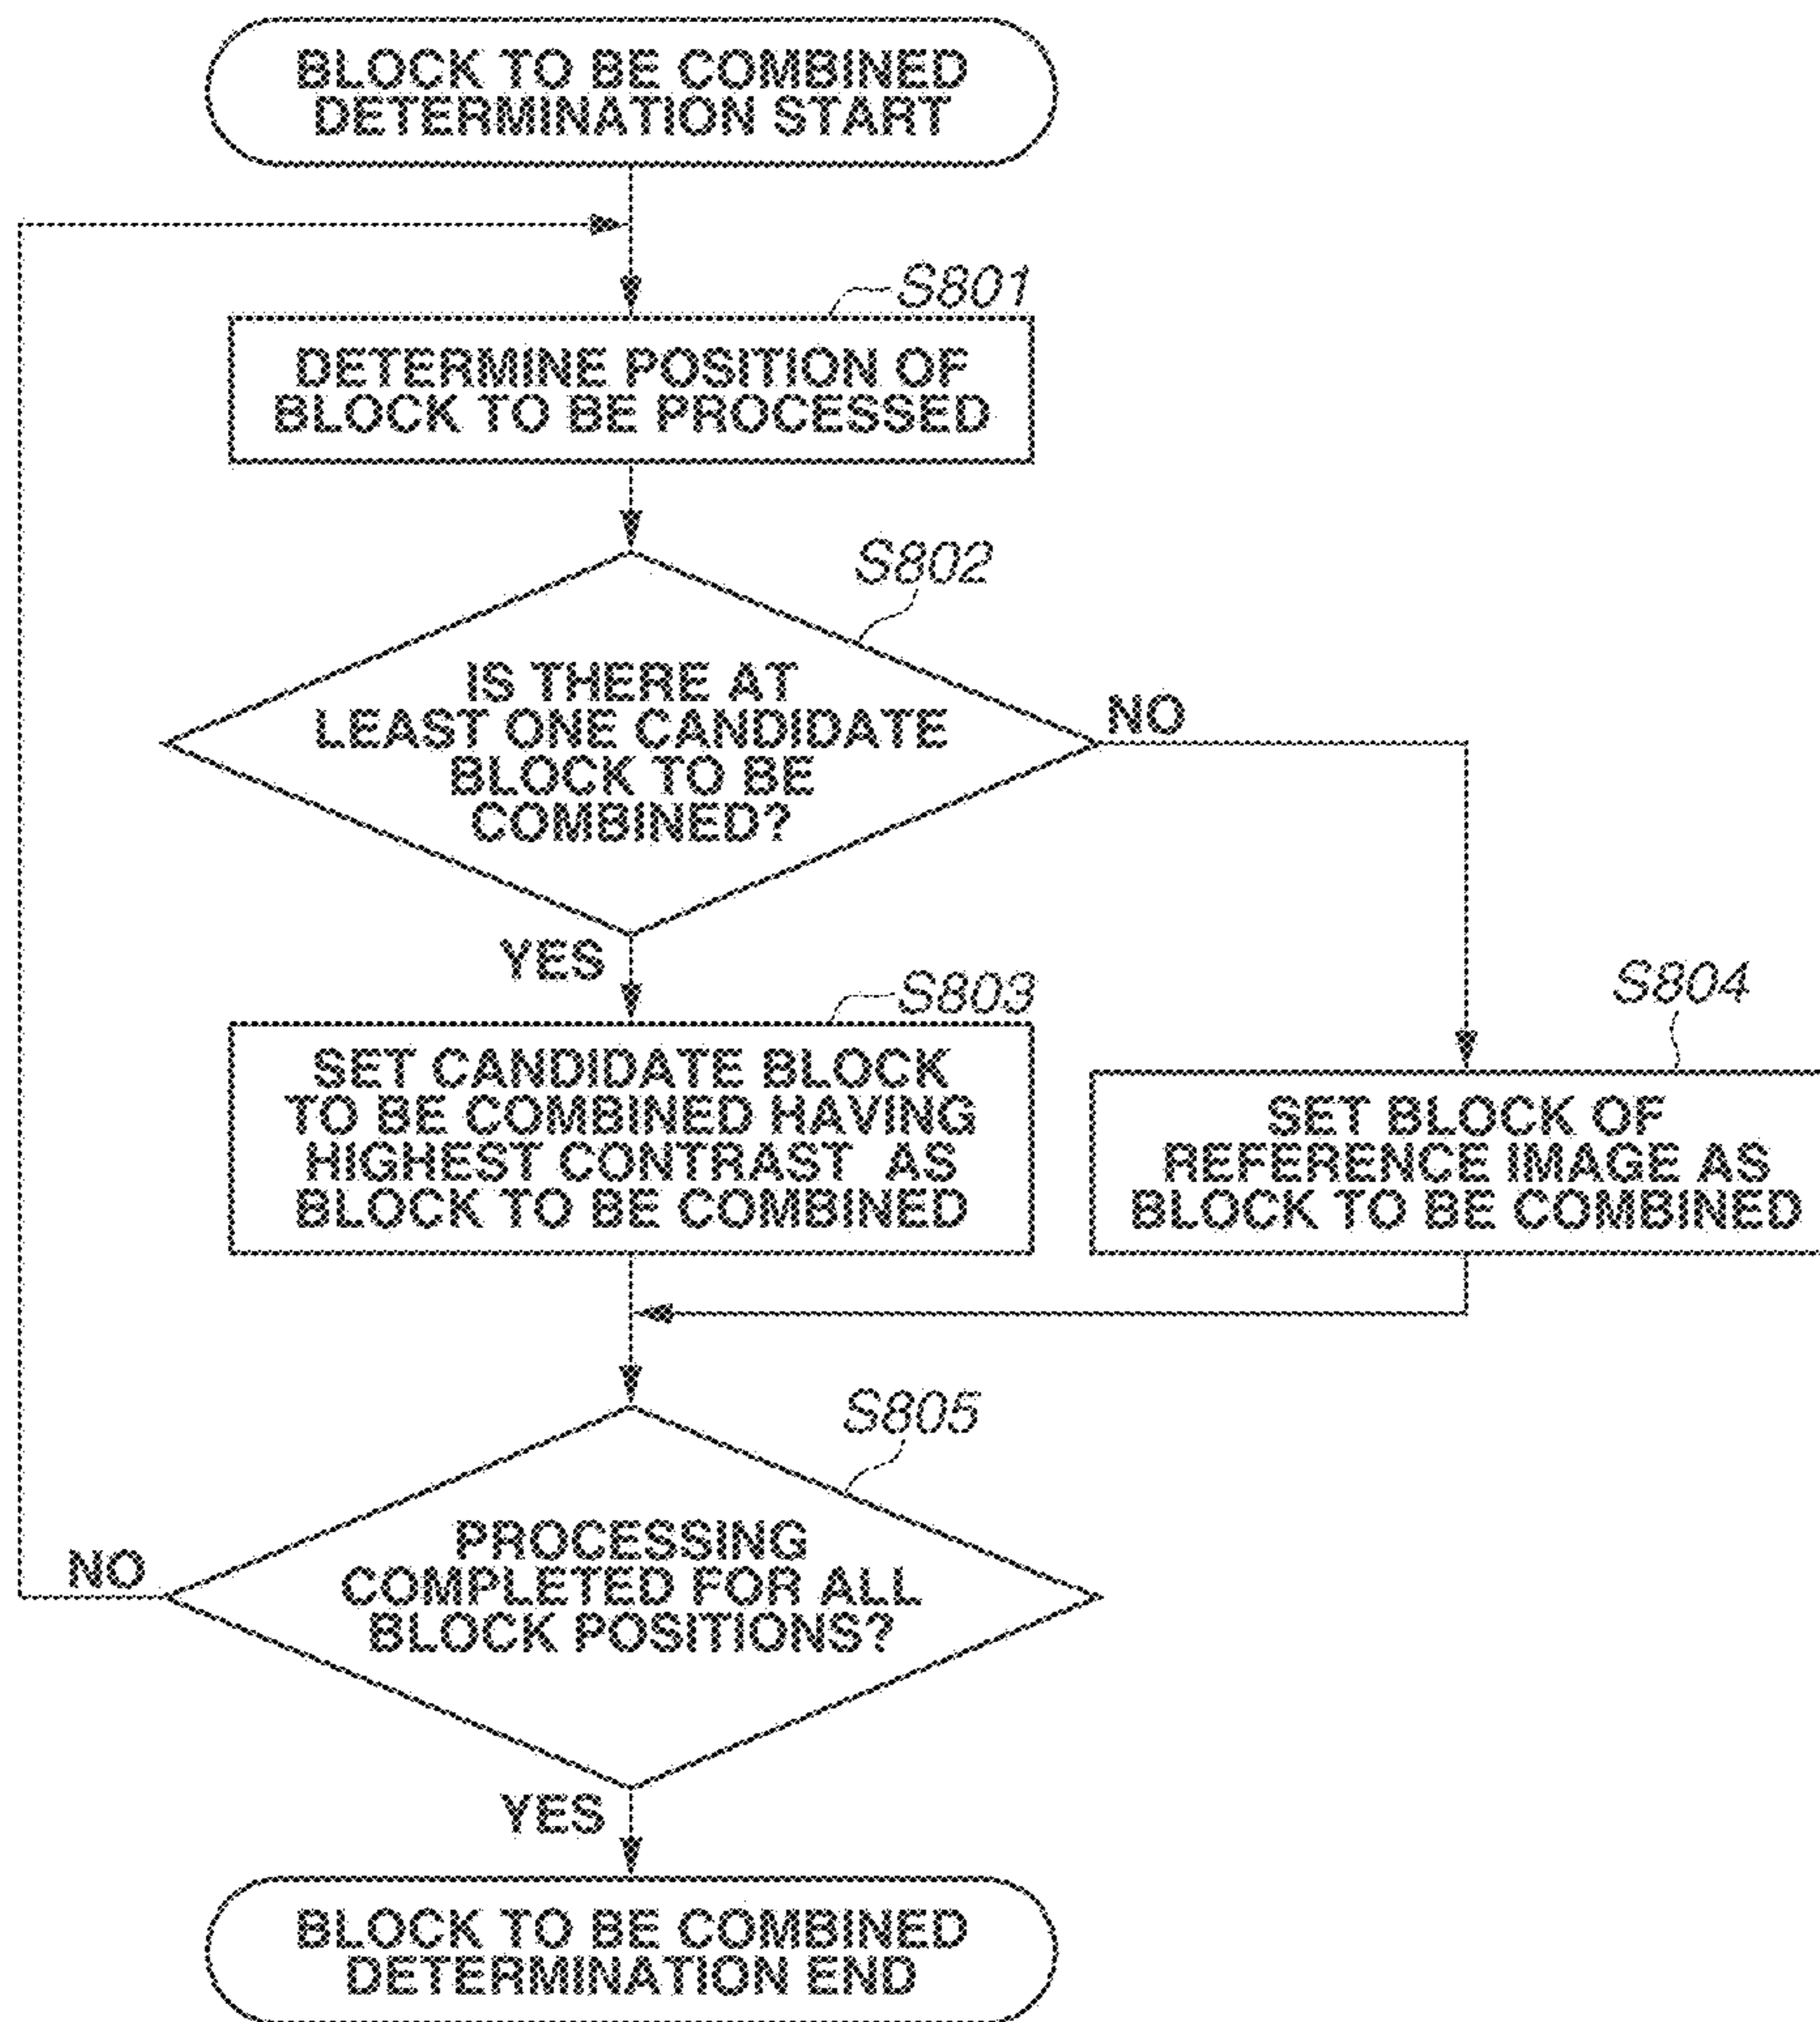 BLOCK TO BE COMBINED
DETERMINATION START
S801
DETERMINE POSITION OF
BLOCK TO BE PROCESSED
S802
IS THERE AT
LEAST ONE CANDIDATE
BLOCK TO BE
COMBINED?
NO
YES
S803
SET CANDIDATE BLOCK
TO BE COMBINED HAVING
HIGHEST CONTRAST AS
BLOCK TO BE COMBINED
S804
SET BLOCK OF
REFERENCE IMAGE AS
BLOCK TO BE COMBINED
S805
PROCESSING
COMPLETED FOR ALL
BLOCK POSITIONS?
NO
YES
BLOCK TO BE COMBINED
DETERMINATION END